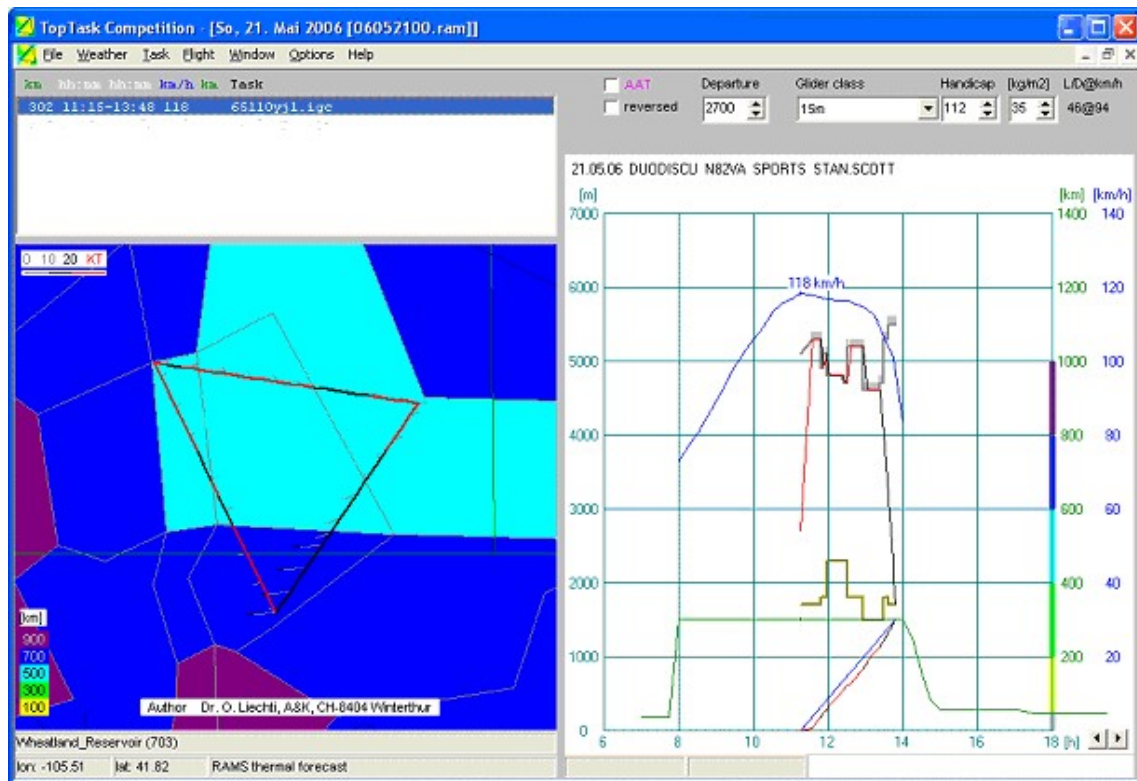 TopTask Competition - [So, 21. Mai 2006 [06052100.ram]]
File Weather Task Flight Window Options Help
km hh:mm hh:mm km/h km Task
302 11:15-13:48 118 65110yj1.igc
AAT Departure Glider class Handicap [kg/m2] L/D@km/h
reversed 2700 15m 112 35 46@94
21.05.06 DUODISCU N82VA SPORTS STAN.SCOTT
[m] [km] [km/h]
7000 1400 140
0 10 20 KT
118 km/h
6000 1200 120
5000 1000 100
4000 800 80
3000 600 60
2000 400 40
1000 200 20
0
6 8 10 12 14 18 [h]
[km]
900
700
500
300
100
Author Dr. O. Liechti, A&K, CH-8404 Winterthur
Wheatland_Reservoir (703)
lon: -105.51 lat: 41.82 RAMS thermal forecast